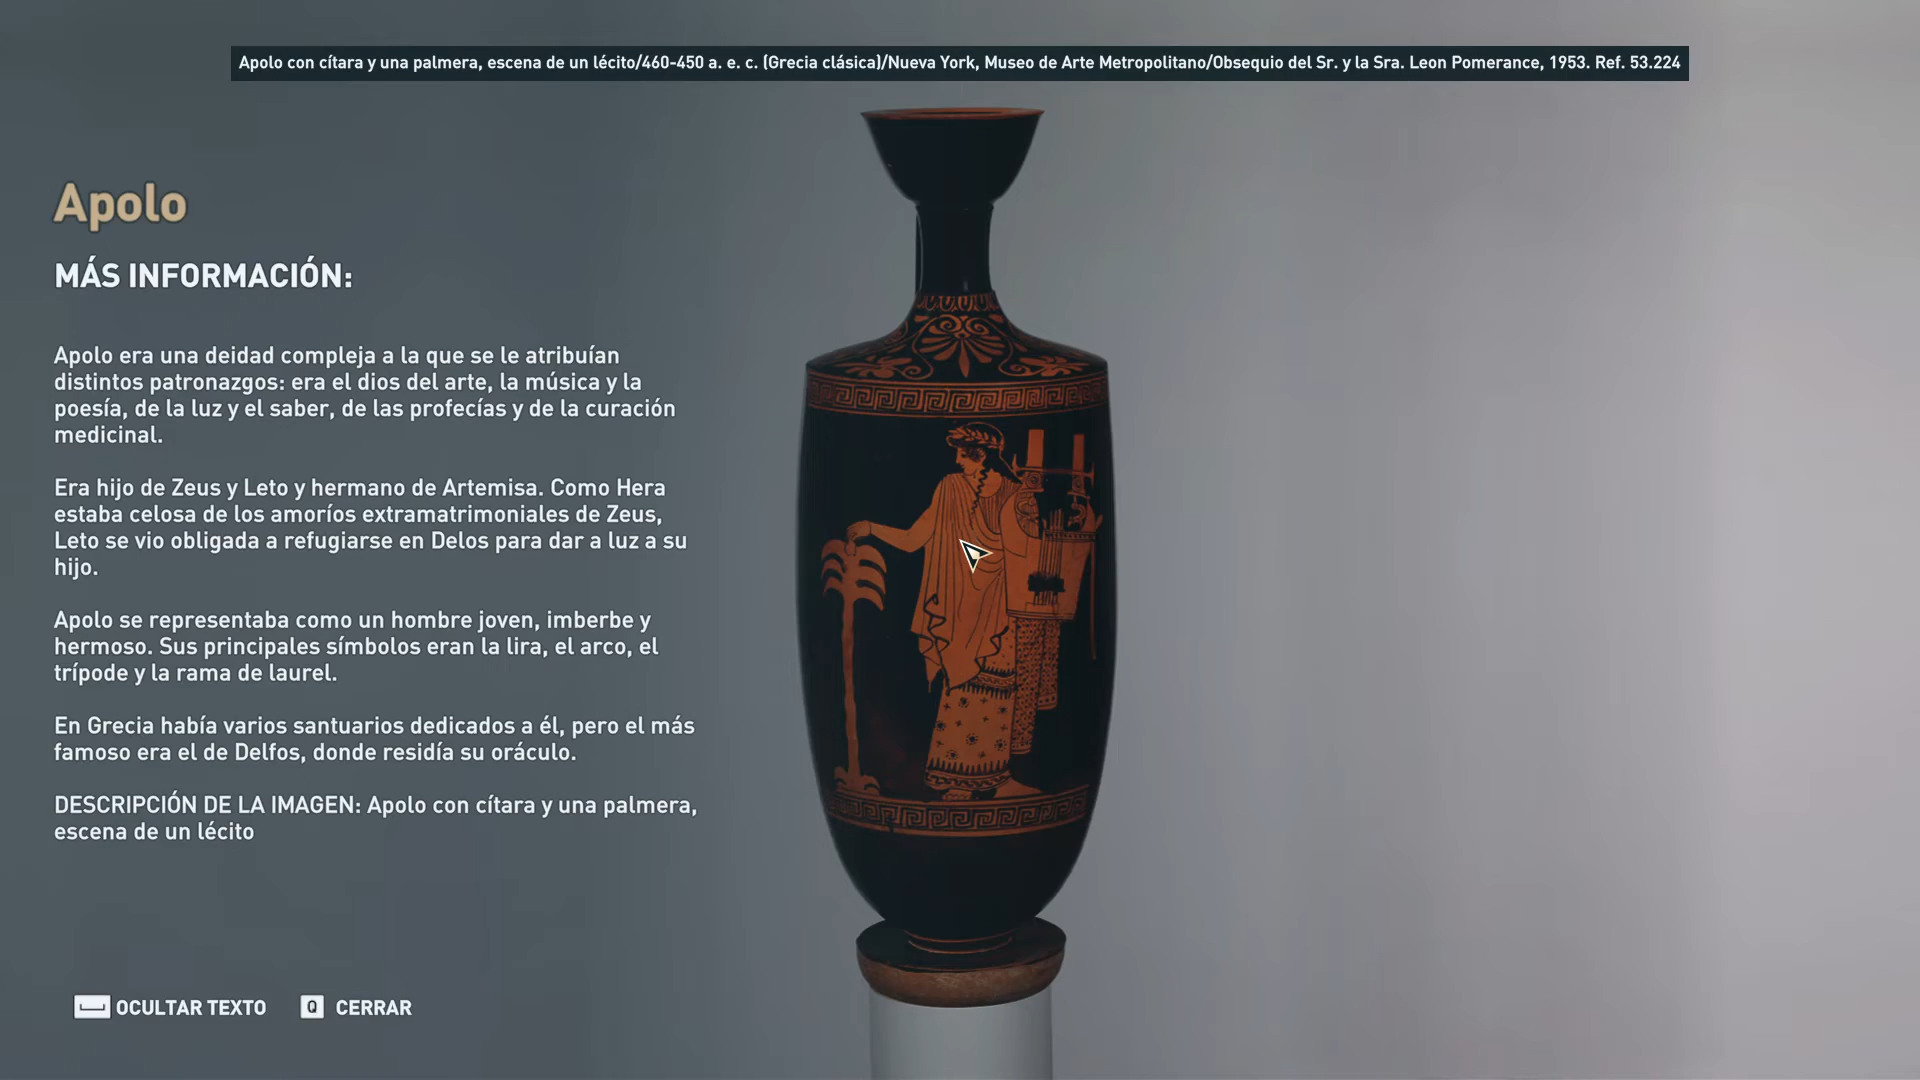 Apolo con cítara y una palmera, escena de un lécito/460-450 a. e. c. (Grecia clásica)/Nueva York, Museo de Arte Metropolitano/Obsequio del Sr. y la Sra. Leon Pomerance, 1953. Ref. 53.224
Apolo
MÁS INFORMACIÓN:
Apolo era una deidad compleja a la que se le atribuían
distintos patronazgos: era el dios del arte, la música y la
poesía, de la luz y el saber, de las profecías y de la curación
medicinal.
Era hijo de Zeus y Leto y hermano de Artemisa. Como Hera
estaba celosa de los amoríos extramatrimoniales de Zeus,
Leto se vio obligada a refugiarse en Delos para dar a luz a su
hijo.
Apolo se representaba como un hombre joven, imberbe y
hermoso. Sus principales símbolos eran la lira, el arco, el
trípode y la rama de laurel.
En Grecia había varios santuarios dedicados a él, pero el más
famoso era el de Delfos, donde residía su oráculo.
DESCRIPCIÓN DE LA IMAGEN: Apolo con cítara y una palmera,
escena de un lécito
OCULTAR TEXTO Q CERRAR